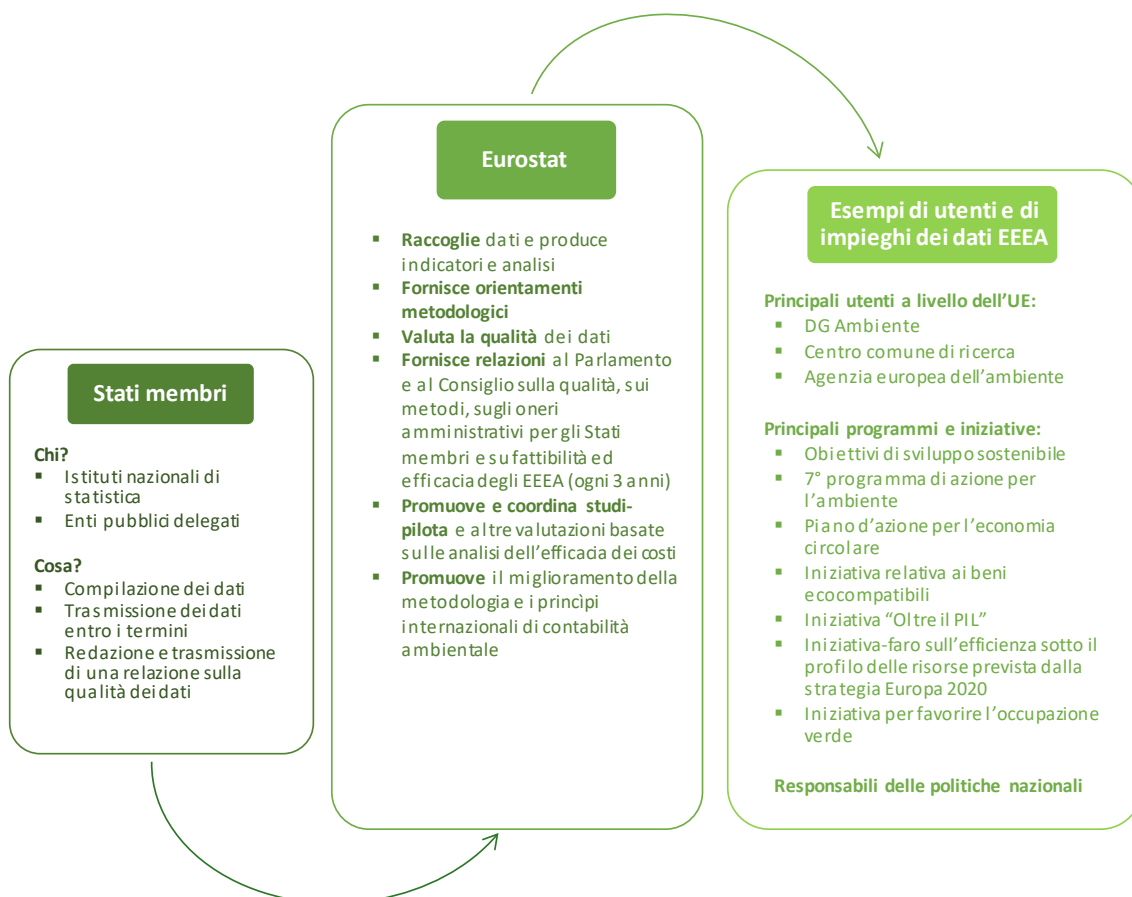 Stati membri
Chi?
▪ Istituti nazionali di
statistica
▪ Enti pubblici delegati
Cosa?
▪ Compilazione dei dati
▪ Trasmissione dei dati
entro i termini
▪ Redazione e trasmissione
di una relazione sulla
qualità dei dati
Eurostat
▪ Raccoglie dati e produce
indicatori e analisi
▪ Fornisce orientamenti
metodologici
▪ Valuta la qualità dei dati
▪ Fornisce relazioni al Parlamento
e al Consiglio sulla qualità, sui
metodi, sugli oneri
amministrativi per gli Stati
membri e su fattibilità ed
efficacia degli EEEA (ogni 3 anni)
▪ Promuove e coordina studi-
pilota e altre valutazioni basate
sulle analisi dell’efficacia dei costi
▪ Promuove il miglioramento della
metodologia e i princìpi
internazionali di contabilità
ambientale
Esempi di utenti e di
impieghi dei dati EEEA
Principali utenti a livello dell’UE:
▪ DG Ambiente
▪ Centro comune di ricerca
▪ Agenzia europea dell’ambiente
Principali programmi e iniziative:
▪ Obiettivi di sviluppo sostenibile
▪ 7° programma di azione per
l’ambiente
▪ Piano d’azione per l’economia
circolare
▪ Iniziativa relativa ai beni
ecocompatibili
▪ Iniziativa “Oltre il PIL”
▪ Iniziativa-faro sull’efficienza sotto il
profilo delle risorse prevista dalla
strategia Europa 2020
▪ Iniziativa per favorire l’occupazione
verde
Responsabili delle politiche nazionali